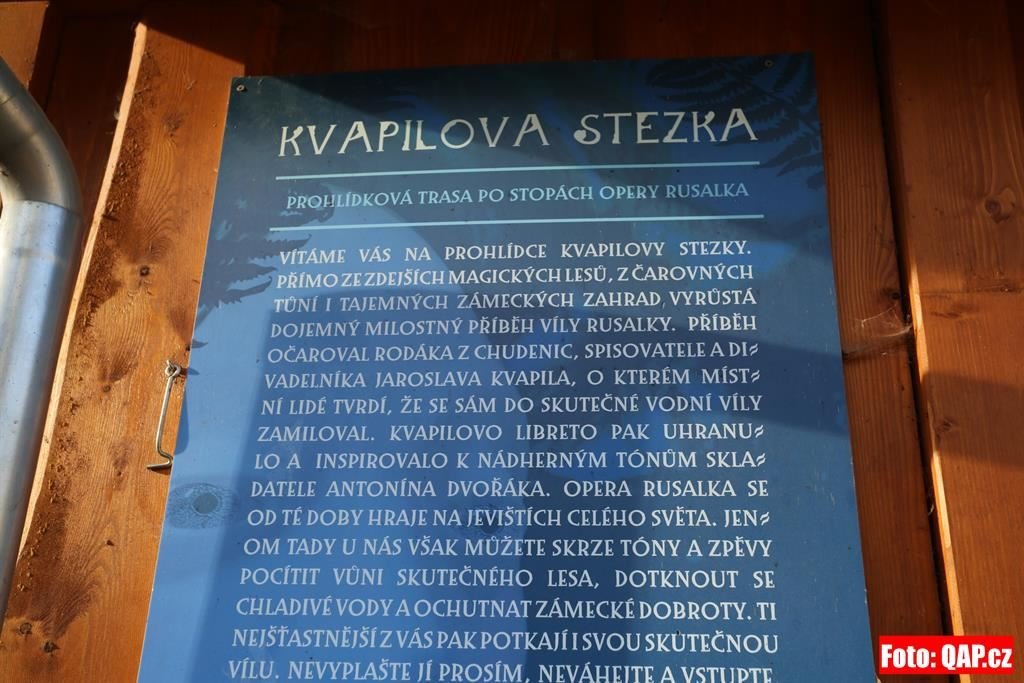 KVAPILOVA STEZKA
PROHLÍDKOVÁ TRASA PO STOPÁCH OPERY RUSALKA
VÍTÁME VÁS NA PROHLÍDCE KVAPILOVY STEZKY.
PŘÍMO ZE ZDEJŠÍCH MAGICKÝCH LESŮ, Z ČAROVNÝCH
TŮNÍ I TAJEMNÝCH ZÁMECKÝCH ZAHRAD VYRŮSTÁ
DOJEMNÝ MILOSTNÝ PŘÍBĚH VÍLY RUSALKY. PŘÍBĚH
OČAROVAL RODÁKA Z CHUDENIC, SPISOVATELE A DI-
VADELNÍKA JAROSLAVA KVAPILA, O KTERÉM MÍST-
NÍ LIDÉ TVRDÍ, ŽE SE SÁM DO SKUTEČNÉ VODNÍ VÍLY
ZAMILOVAL. KVAPILOVO LIBRETO PAK UHRANU-
LO A INSPIROVALO K NÁDHERNÝM TÓNŮM SKLA-
DATELE ANTONÍNA DVOŘÁKA. OPERA RUSALKA SE
OD TÉ DOBY HRAJE NA JEVIŠTÍCH CELÉHO SVĚTA. JEN-
OM TADY U NÁS VŠAK MŮŽETE SKRZE TÓNY A ZPĚVY
POCÍTIT VŮNI SKUTEČNÉHO LESA, DOTKNOUT SE
CHLADIVÉ VODY A OCHUTNAT ZÁMECKÉ DOBROTY. TI
NEJŠŤASTNĚJŠÍ Z VÁS PAK POTKAJÍ I SVOU SKUTEČNOU
VÍLU. NEVYPLAŠTE JÍ PROSÍM, NEVÁHEJTE A VSTUPTE
Foto: QAP.cz